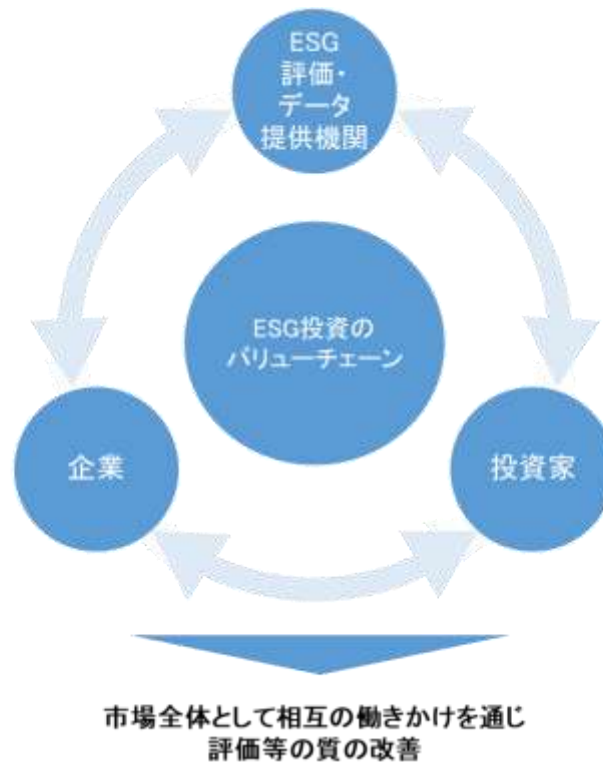 ESG
評価・
データ
提供機関
ESG投資の
バリューチェーン
企業
投資家
市場全体として相互の働きかけを通じ
評価等の質の改善